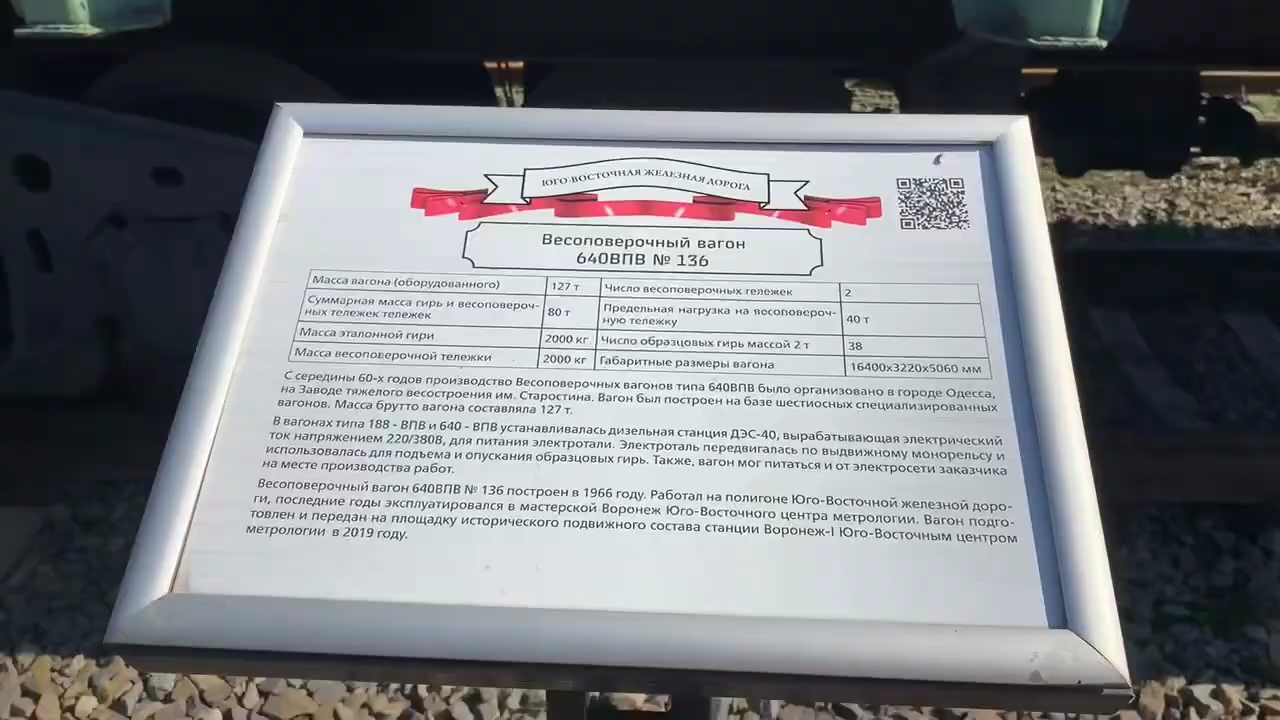 ЮГО-ВОСТОЧНАЯ ЖЕЛЕЗНАЯ ДОРОГА
Весоповерочный вагон
640ВПВ № 136
Масса вагона (оборудованного) 127 т Число весоповерочных тележек 2
Суммарная масса гирь и весоповероч-
ных тележек тележек 80 т Предельная нагрузка на весоповероч-
ную тележку 40 т
Масса эталонной гири 2000 кг Число образцовых гирь массой 2 т 38
Масса весоповерочной тележки 2000 кг Габаритные размеры вагона 16400х3220х5060 мм
С середины 60-х годов производство Весоповерочных вагонов типа 640ВПВ было организовано в городе Одесса,
на Заводе тяжелого весостроения им. Старостина. Вагон был построен на базе шестиосных специализированных
вагонов. Масса брутто вагона составляла 127 т.
В вагонах типа 188 - ВПВ и 640 - ВПВ устанавливалась дизельная станция ДЭС-40, вырабатывающая электрический
ток напряжением 220/380В, для питания электротали. Электроталь передвигалась по выдвижному монорельсу и
использовалась для подъема и опускания образцовых гирь. Также, вагон мог питаться и от электросети заказчика
на месте производства работ.
Весоповерочный вагон 640ВПВ № 136 построен в 1966 году. Работал на полигоне Юго-Восточной железной доро-
ги, последние годы эксплуатировался в мастерской Воронеж Юго-Восточного центра метрологии. Вагон подго-
товлен и передан на площадку исторического подвижного состава станции Воронеж-I Юго-Восточным центром
метрологии в 2019 году.